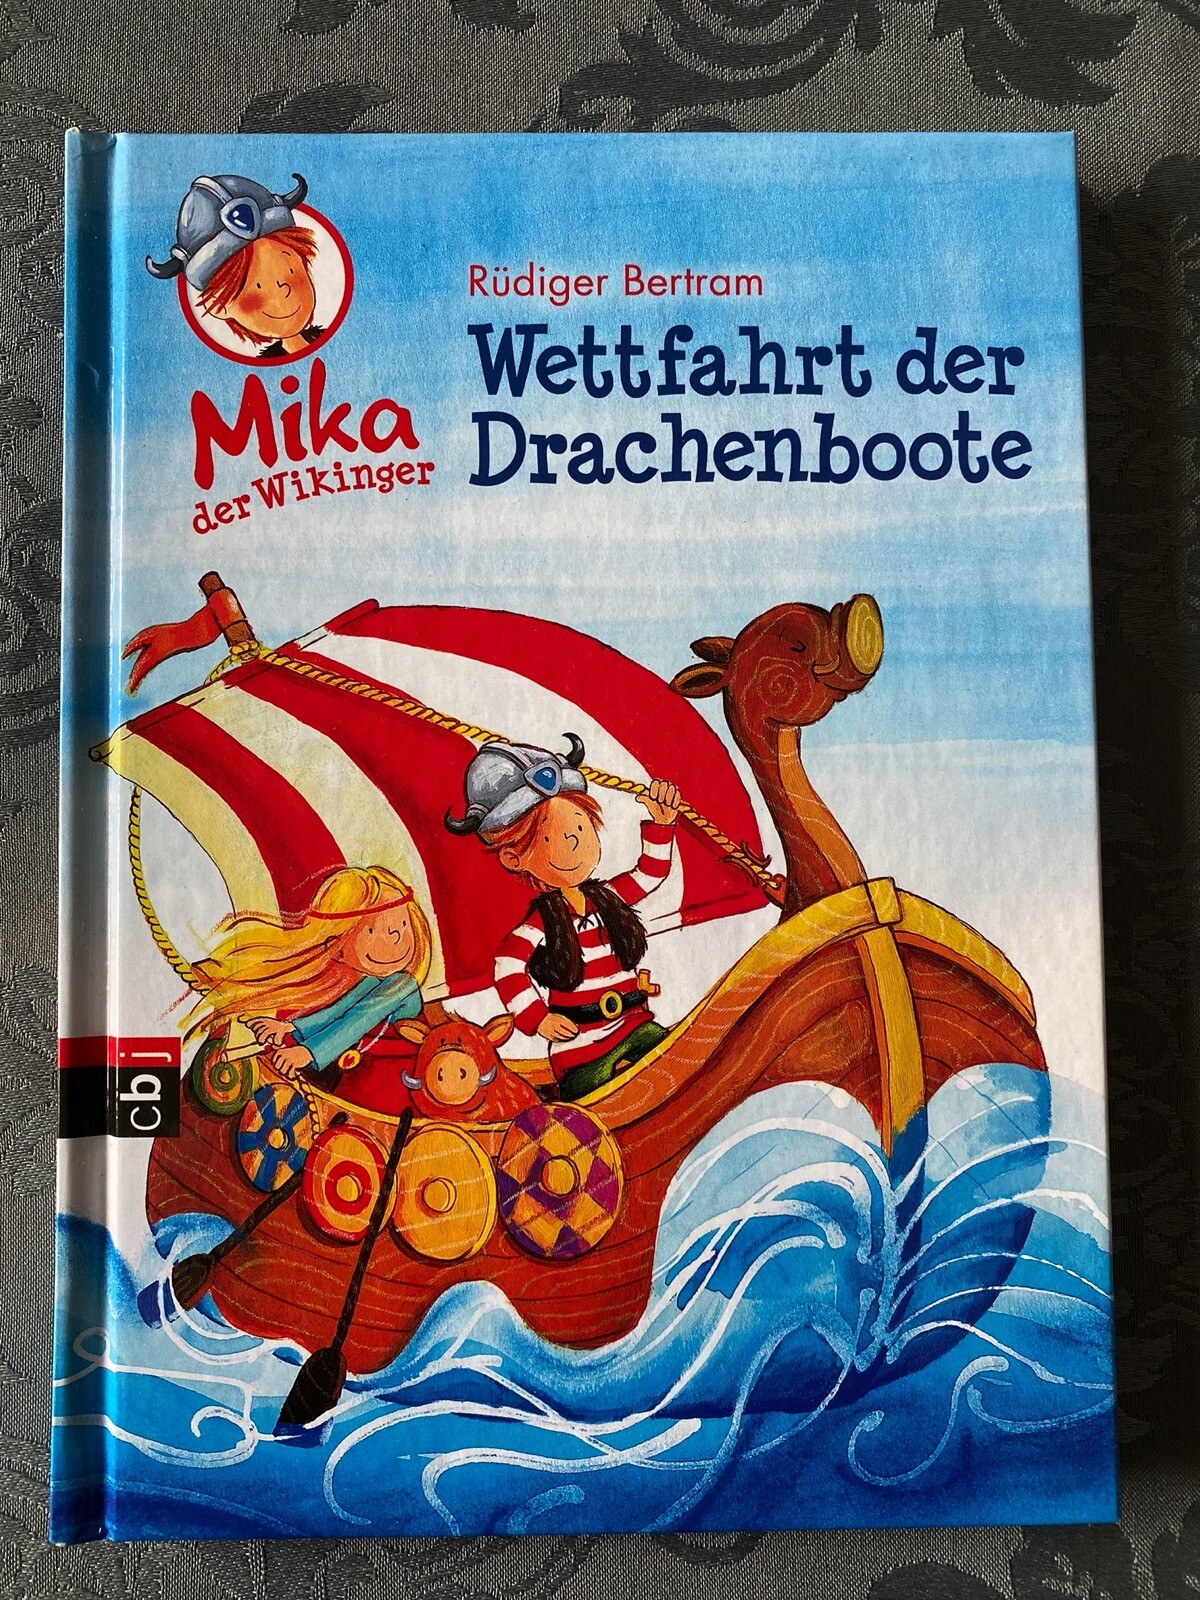 Rüdiger Bertram
Wettfahrt der
Drachenboote
Mika
der Wikinger
cbj